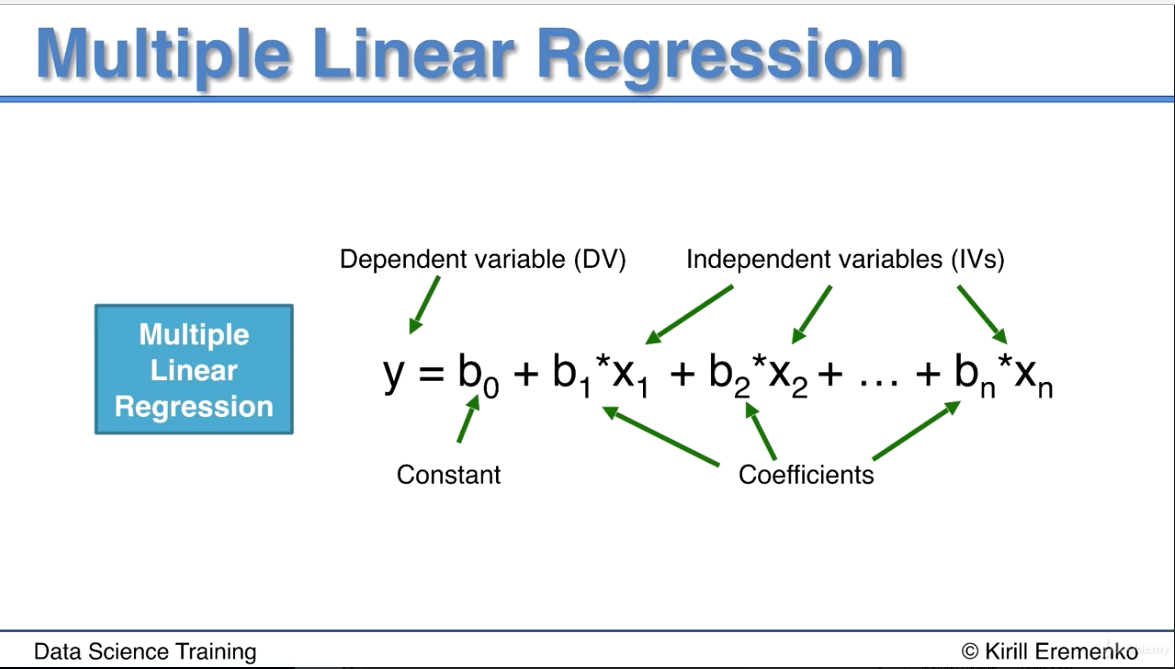 Multiple Linear Regression
Dependent variable (DV)
Independent variables (IVs)
Multiple
Linear
Regression
y = b₀ + b₁*x₁ + b₂*x₂ + ... + bₙ*xₙ
Constant
Coefficients
Data Science Training
© Kirill Eremenko